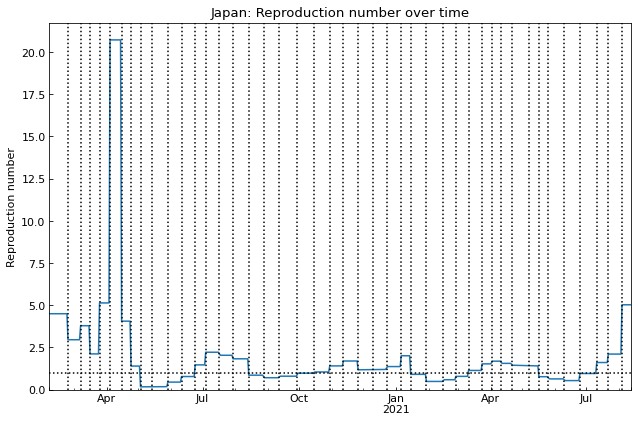 Japan: Reproduction number over time
Reproduction number
20.0
17.5
15.0
12.5
10.0
7.5
5.0
2.5
0.0
Apr
Jul
Oct
Jan
2021
Apr
Jul